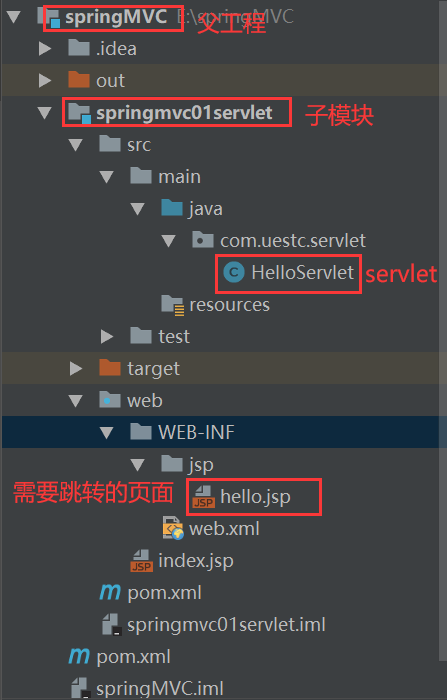 springMVC E:\springMVC 父工程
.idea
out
springmvc01servlet 子模块
src
main
java
com.uestc.servlet
C HelloServlet servlet
resources
test
target
web
WEB-INF
jsp
需要跳转的页面 JSP hello.jsp
web.xml
JSP index.jsp
m pom.xml
springmvc01servlet.iml
m pom.xml
springMVC.iml